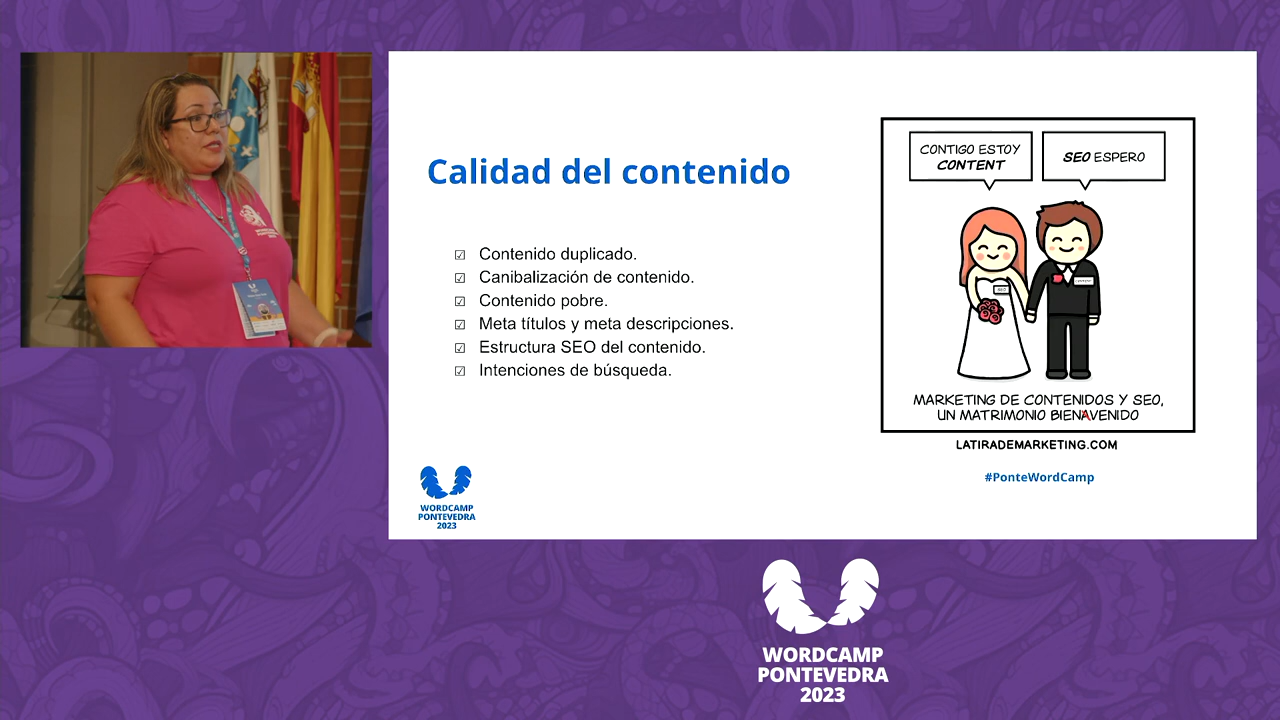 Calidad del contenido
☑ Contenido duplicado.
☑ Canibalización de contenido.
☑ Contenido pobre.
☑ Meta títulos y meta descripciones.
☑ Estructura SEO del contenido.
☑ Intenciones de búsqueda.
CONTIGO ESTOY
CONTENT
SEO ESPERO
SEO
MARKETING DE CONTENIDOS Y SEO,
UN MATRIMONIO BIENAVENIDO
LATIRADEMARKETING.COM
#PonteWordCamp
WORDCAMP
PONTEVEDRA
2023
WORDCAMP
PONTEVEDRA
2023